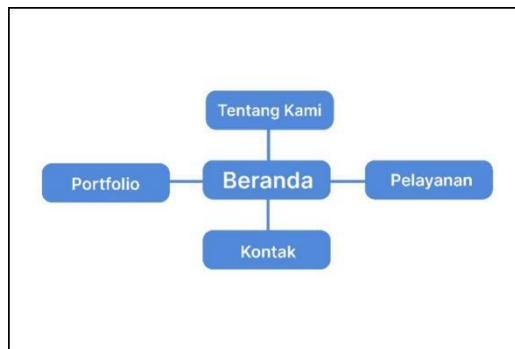 Tentang Kami
Portfolio
Beranda
Pelayanan
Kontak